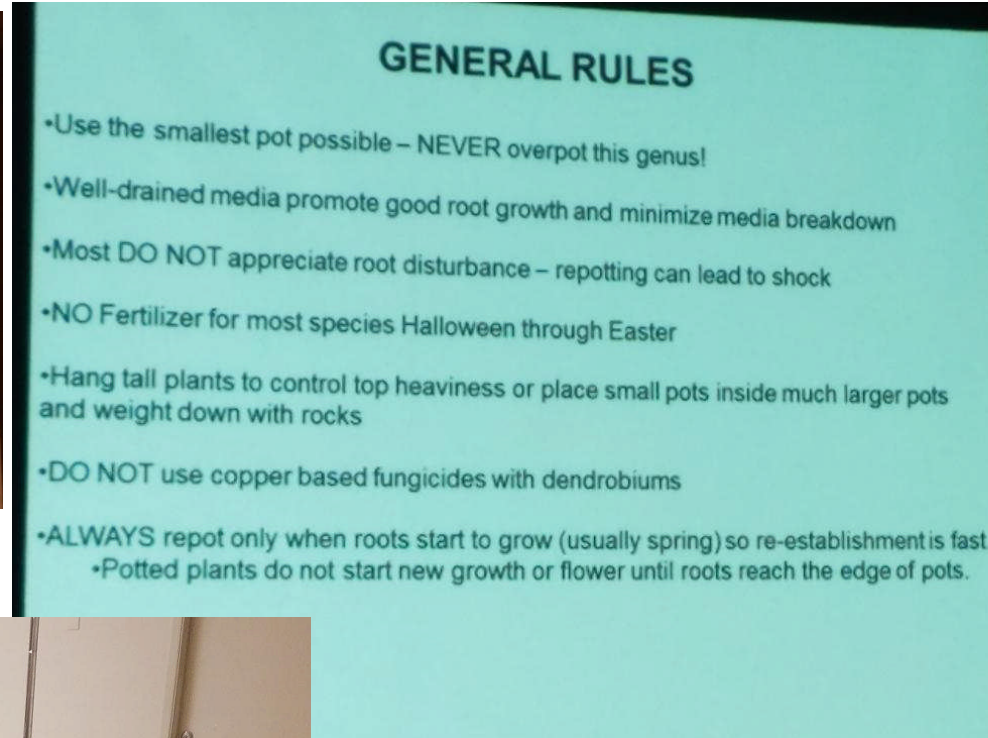 GENERAL RULES
•Use the smallest pot possible – NEVER overpot this genus!
•Well-drained media promote good root growth and minimize media breakdown
•Most DO NOT appreciate root disturbance – repotting can lead to shock
•NO Fertilizer for most species Halloween through Easter
•Hang tall plants to control top heaviness or place small pots inside much larger pots
and weight down with rocks
•DO NOT use copper based fungicides with dendrobiums
•ALWAYS repot only when roots start to grow (usually spring) so re-establishment is fast
•Potted plants do not start new growth or flower until roots reach the edge of pots.